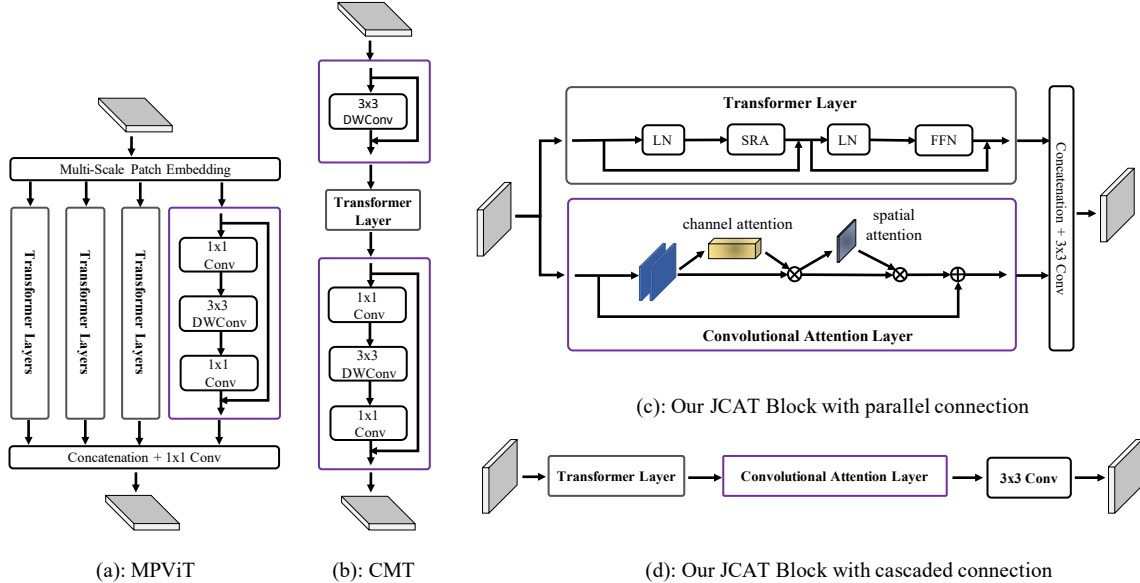 Multi-Scale Patch Embedding
Transformer Layers
Transformer Layers
Transformer Layers
1x1
Conv
3x3
DWConv
1x1
Conv
Concatenation + 1x1 Conv
(a): MPViT
3x3
DWConv
Transformer
Layer
1x1
Conv
3x3
DWConv
1x1
Conv
(b): CMT
Transformer Layer
LN
SRA
LN
FFN
channel attention
spatial
attention
Convolutional Attention Layer
Concatenation + 3x3 Conv
(c): Our JCAT Block with parallel connection
Transformer Layer
Convolutional Attention Layer
3x3 Conv
(d): Our JCAT Block with cascaded connection